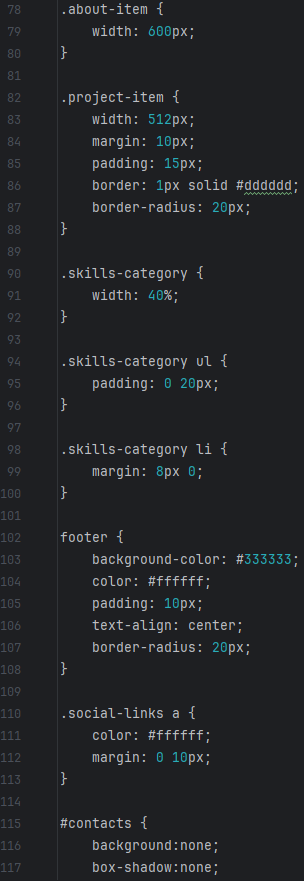 78 .about-item {
79 width: 600px;
80 }
81
82 .project-item {
83 width: 512px;
84 margin: 10px;
85 padding: 15px;
86 border: 1px solid #dddddd;
87 border-radius: 20px;
88 }
89
90 .skills-category {
91 width: 40%;
92 }
93
94 .skills-category ul {
95 padding: 0 20px;
96 }
97
98 .skills-category li {
99 margin: 8px 0;
100 }
101
102 footer {
103 background-color: #333333;
104 color: #ffffff;
105 padding: 10px;
106 text-align: center;
107 border-radius: 20px;
108 }
109
110 .social-links a {
111 color: #ffffff;
112 margin: 0 10px;
113 }
114
115 #contacts {
116 background:none;
117 box-shadow:none;